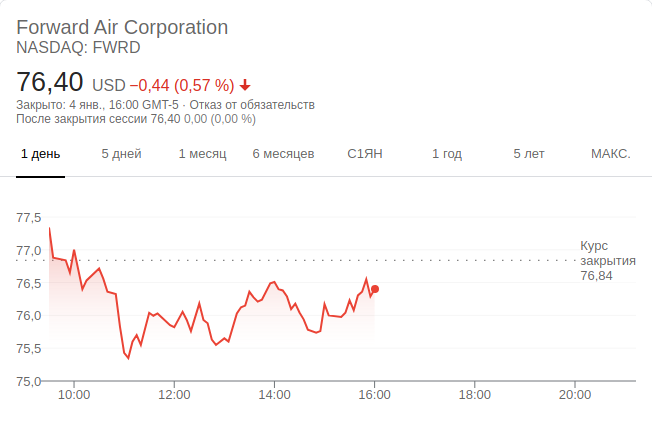 Forward Air Corporation
NASDAQ: FWRD
76,40 USD −0,44 (0,57 %)
Закрыто: 4 янв., 16:00 GMT-5 · Отказ от обязательств
После закрытия сессии 76,40 0,00 (0,00 %)
1 день 5 дней 1 месяц 6 месяцев С1ЯН 1 год 5 лет МАКС.
77,5
77,0
76,5
76,0
75,5
75,0
Курс
закрытия
76,84
10:00 12:00 14:00 16:00 18:00 20:00